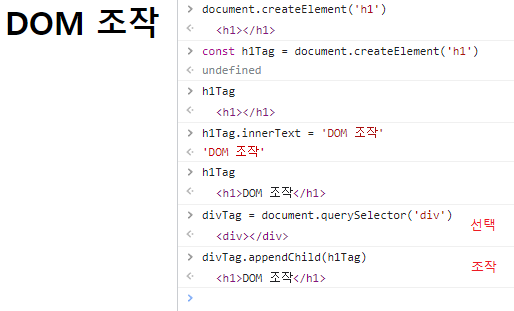 DOM 조작
document.createElement('h1')
<h1></h1>
const h1Tag = document.createElement('h1')
undefined
h1Tag
<h1></h1>
h1Tag.innerText = 'DOM 조작'
'DOM 조작'
h1Tag
<h1>DOM 조작</h1>
divTag = document.querySelector('div')
선택
<div></div>
divTag.appendChild(h1Tag)
조작
<h1>DOM 조작</h1>